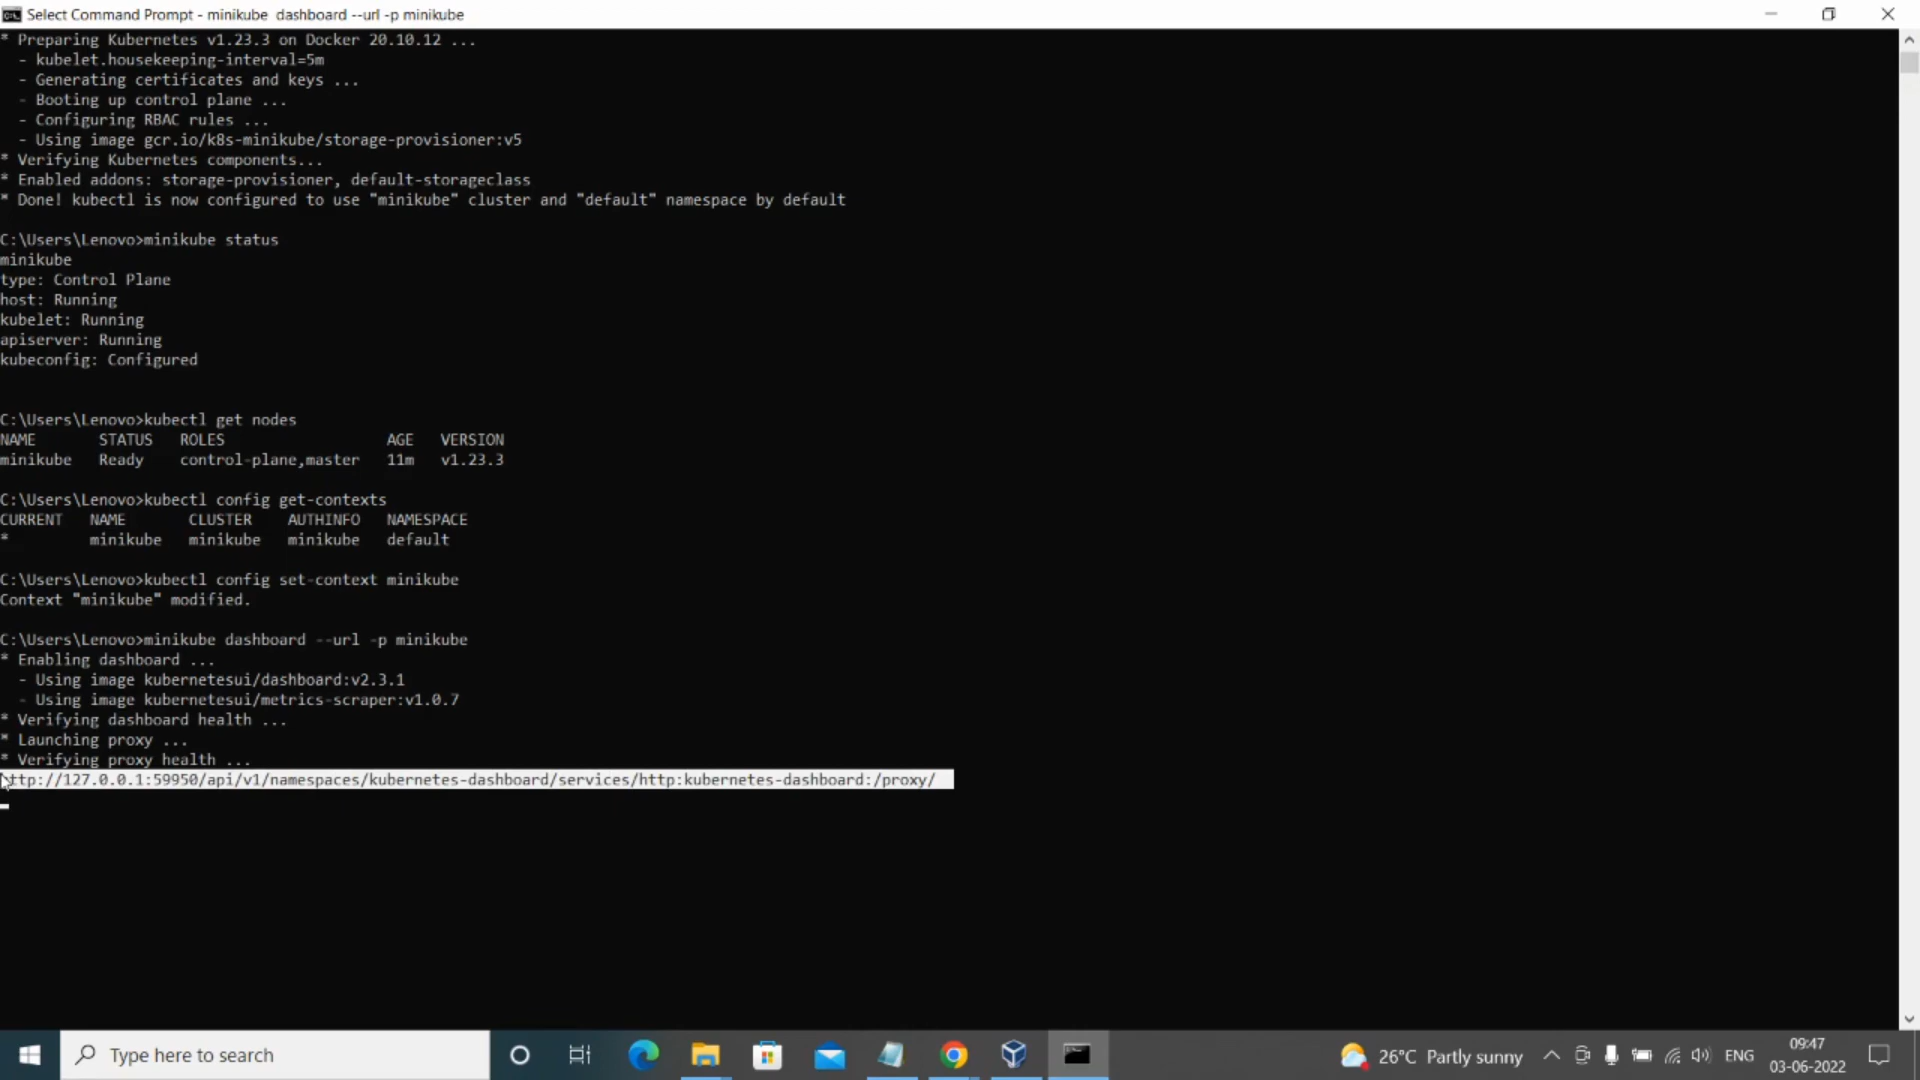 Select Command Prompt - minikube  dashboard --url -p minikube
* Preparing Kubernetes v1.23.3 on Docker 20.10.12 ...
  - kubelet.housekeeping-interval=5m
  - Generating certificates and keys ...
  - Booting up control plane ...
  - Configuring RBAC rules ...
  - Using image gcr.io/k8s-minikube/storage-provisioner:v5
* Verifying Kubernetes components...
* Enabled addons: storage-provisioner, default-storageclass
* Done! kubectl is now configured to use "minikube" cluster and "default" namespace by default
C:\Users\Lenovo>minikube status
minikube
type: Control Plane
host: Running
kubelet: Running
apiserver: Running
kubeconfig: Configured
C:\Users\Lenovo>kubectl get nodes
NAME       STATUS   ROLES                  AGE   VERSION
minikube   Ready    control-plane,master   11m   v1.23.3
C:\Users\Lenovo>kubectl config get-contexts
CURRENT   NAME       CLUSTER    AUTHINFO   NAMESPACE
*         minikube   minikube   minikube   default
C:\Users\Lenovo>kubectl config set-context minikube
Context "minikube" modified.
C:\Users\Lenovo>minikube dashboard --url -p minikube
* Enabling dashboard ...
  - Using image kubernetesui/dashboard:v2.3.1
  - Using image kubernetesui/metrics-scraper:v1.0.7
* Verifying dashboard health ...
* Launching proxy ...
* Verifying proxy health ...
http://127.0.0.1:59950/api/v1/namespaces/kubernetes-dashboard/services/http:kubernetes-dashboard:/proxy/
Type here to search
26°C Partly sunny
ENG
09:47
03-06-2022